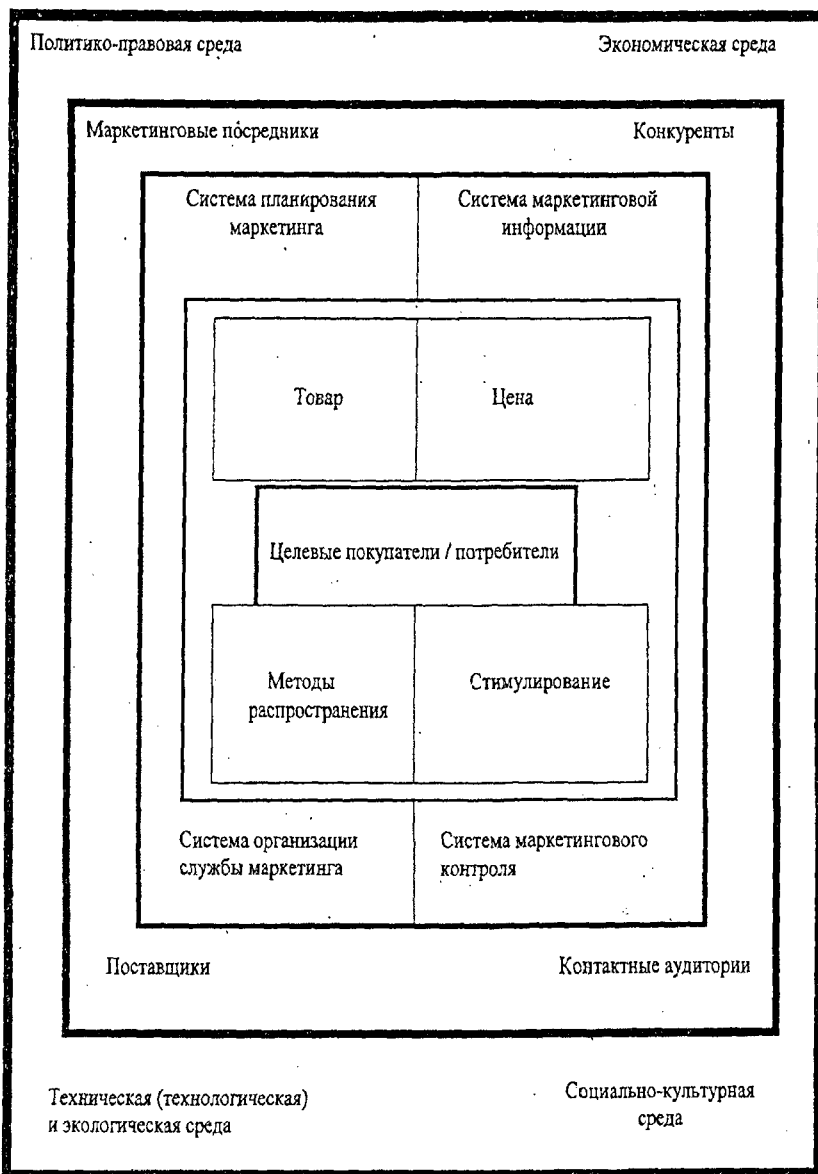 Политико-правовая среда
Экономическая среда
Маркетинговые посредники
Конкуренты
Система планирования
маркетинга
Система маркетинговой
информации
Товар
Цена
Целевые покупатели / потребители
Методы
распространения
Стимулирование
Система организации
службы маркетинга
Система маркетингового
контроля
Поставщики
Контактные аудитории
Техническая (технологическая)
и экологическая среда
Социально-культурная
среда